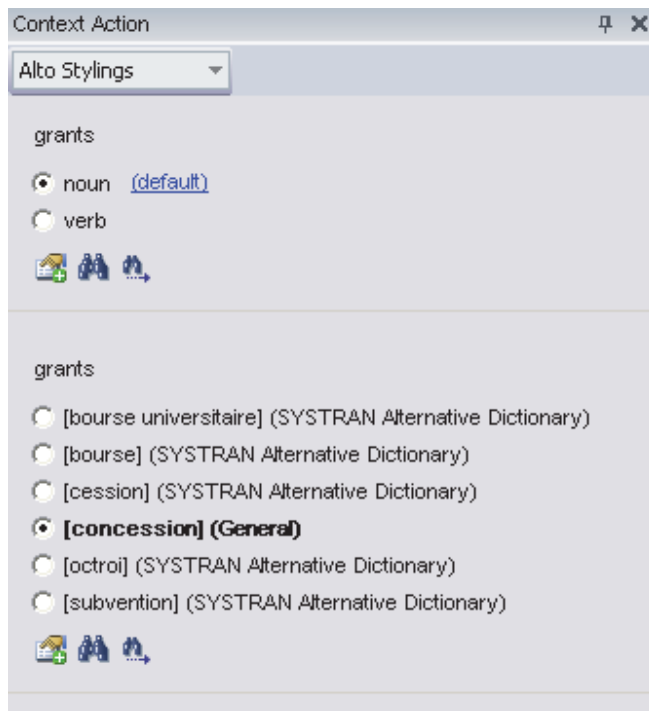 Context Action
Alto Stylings
grants
noun (default)
verb
grants
[bourse universitaire] (SYSTRAN Alternative Dictionary)
[bourse] (SYSTRAN Alternative Dictionary)
[cession] (SYSTRAN Alternative Dictionary)
[concession] (General)
[octroi] (SYSTRAN Alternative Dictionary)
[subvention] (SYSTRAN Alternative Dictionary)